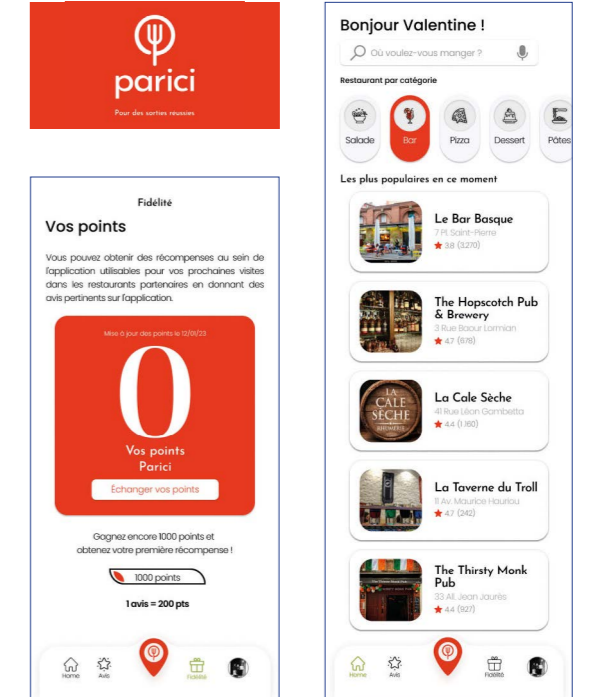 parici
Pour des sorties réussies
Fidélité
Vos points
Vous pouvez obtenir des récompenses au sein de
l'application utilisables pour vos prochaines visites
dans les restaurants partenaires en donnant des
avis pertinents sur l'application.
Mise à jour des points le 12/01/23
0
Vos points
Parici
Échanger vos points
Gagnez encore 1000 points et
obtenez votre première récompense !
1000 points
1 avis = 200 pts
Home
Avis
Fidélité
Bonjour Valentine !
Où voulez-vous manger ?
Restaurant par catégorie
Salade
Bar
Pizza
Dessert
Pâtes
Les plus populaires en ce moment
Le Bar Basque
7 Pl. Saint-Pierre
3.8 (3.270)
The Hopscotch Pub
& Brewery
3 Rue Baour Lormian
4.7 (678)
LA
CALE
SÈCHE
RHUMERIE
La Cale Sèche
41 Rue Léon Gambetta
4.4 (1 760)
La Taverne du Troll
11 Av. Maurice Hauriou
4.7 (242)
The Thirsty Monk
Pub
33 All. Jean Jaurès
4.4 (927)
Home
Avis
Fidélité